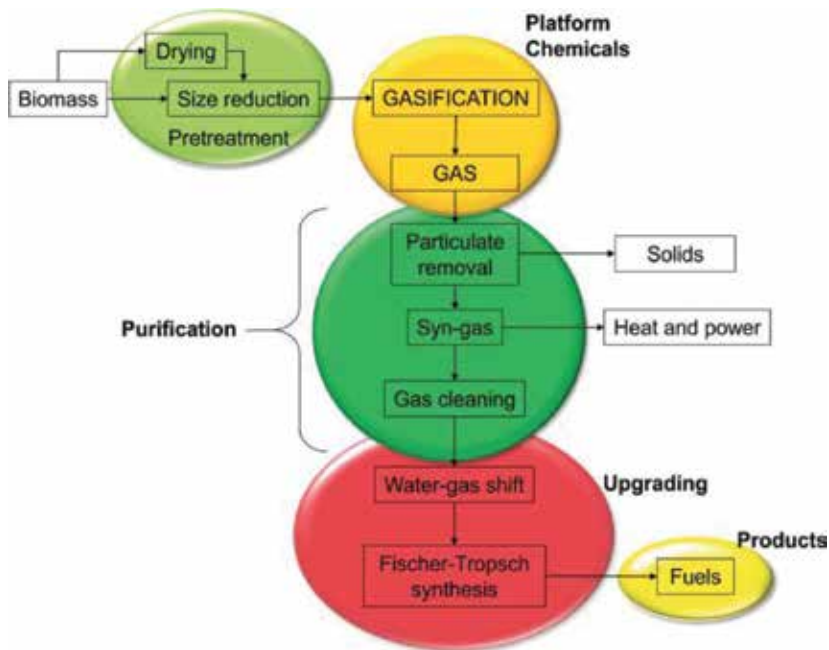 Platform
Chemicals
Drying
Biomass
Size reduction
GASIFICATION
Pretreatment
GAS
Particulate
removal
Solids
Purification
Syn-gas
Heat and power
Gas cleaning
Water-gas shift
Upgrading
Products
Fischer-Tropsch
synthesis
Fuels